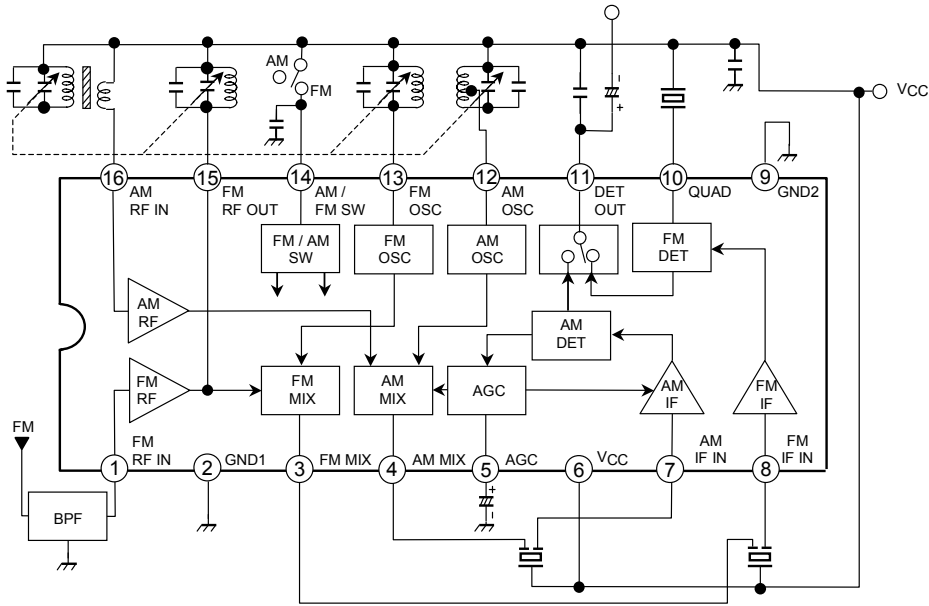 AM
FM
-
+
VCC
16
15
14
13
12
11
10
9
AM
RF IN
FM
RF OUT
AM /
FM SW
FM
OSC
AM
OSC
DET
OUT
QUAD
GND2
FM / AM
SW
FM
OSC
AM
OSC
FM
DET
AM
RF
AM
DET
FM
RF
FM
MIX
AM
MIX
AGC
AM
IF
FM
IF
FM
FM
RF IN
GND1
FM MIX
AM MIX
AGC
VCC
AM
IF IN
FM
IF IN
1
2
3
4
5
6
7
8
+
-
BPF